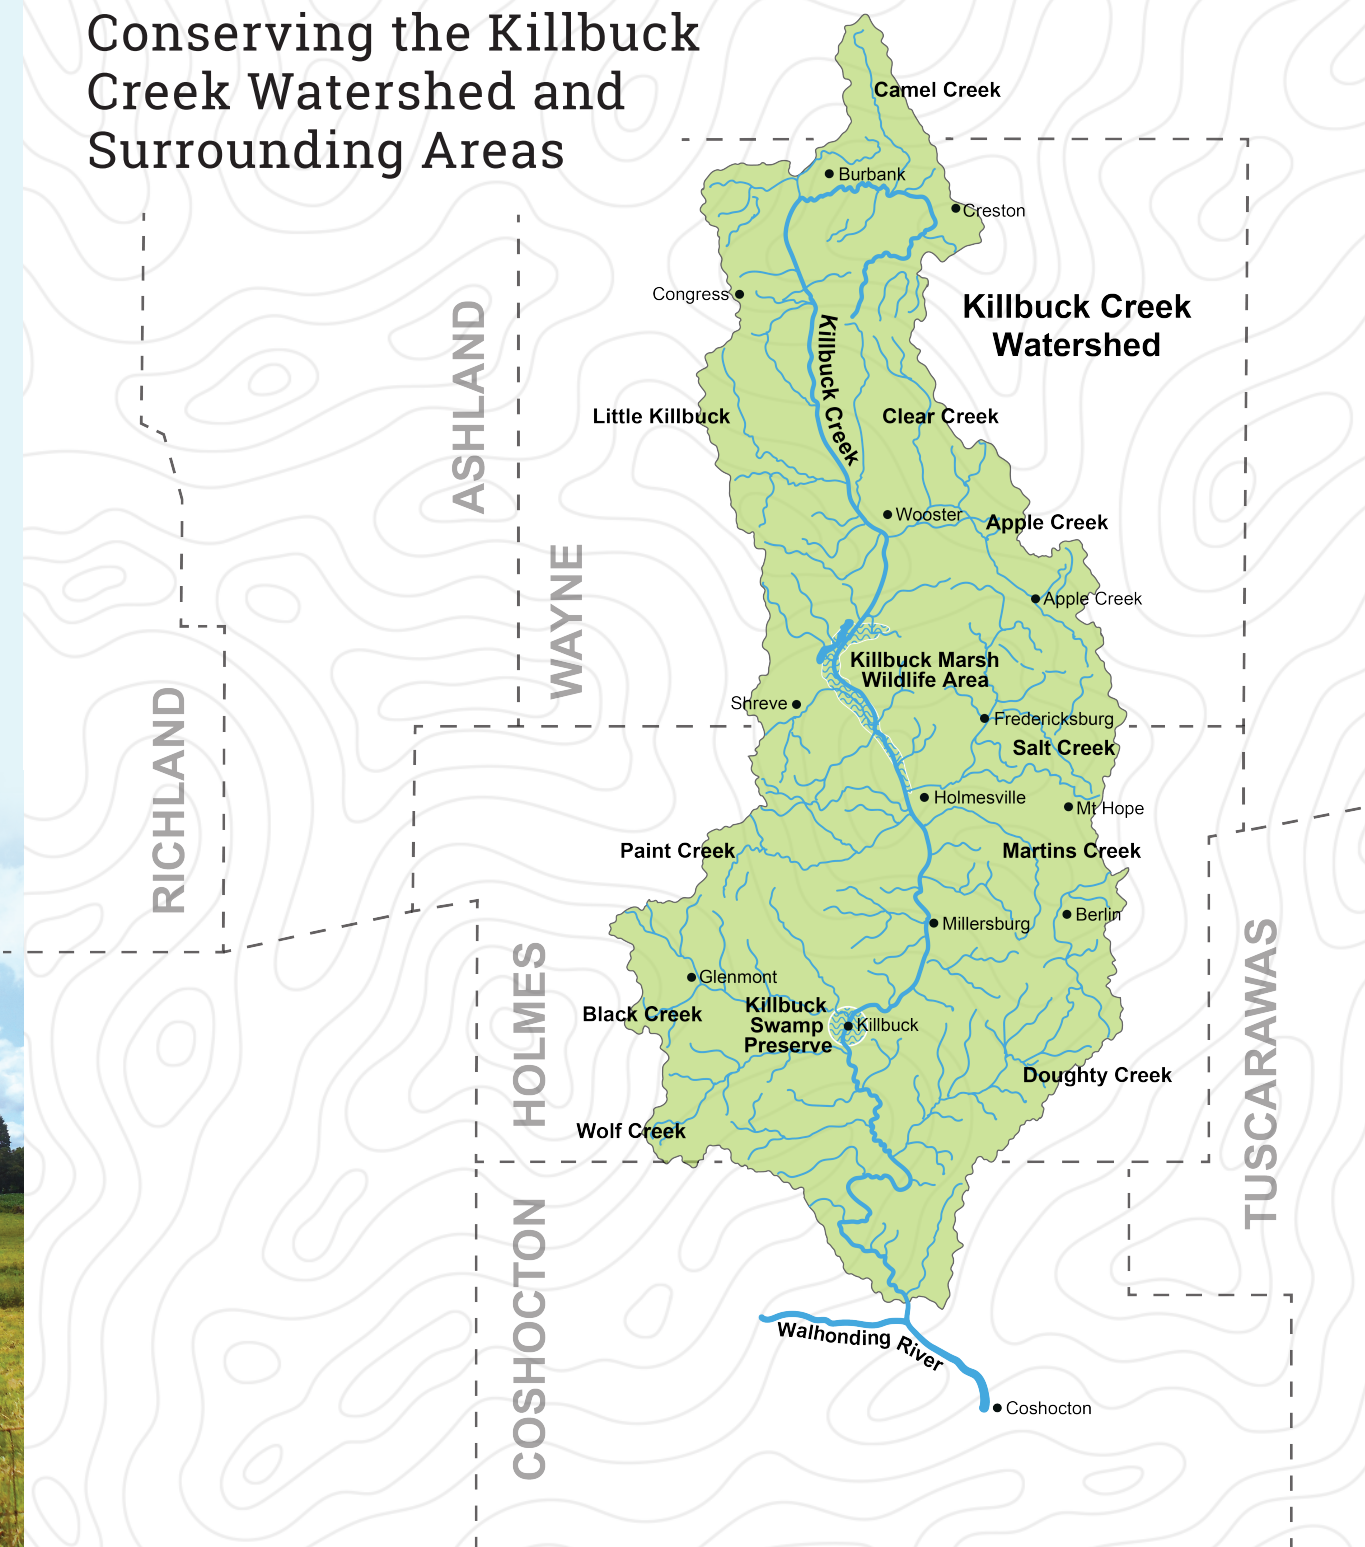 Conserving the Killbuck
Creek Watershed and
Surrounding Areas
Camel Creek
Burbank
Creston
Congress
Killbuck Creek
Watershed
ASHLAND
Killbuck Creek
Little Killbuck
Clear Creek
Wooster
Apple Creek
WAYNE
Apple Creek
Killbuck Marsh
Wildlife Area
Shreve
Fredericksburg
Salt Creek
RICHLAND
Holmesville
Mt Hope
Paint Creek
Martins Creek
Berlin
Millersburg
HOLMES
TUSCARAWAS
Glenmont
Black Creek
Killbuck
Swamp
Preserve
Killbuck
Doughty Creek
Wolf Creek
COSHOCTON
Walhonding River
Coshocton